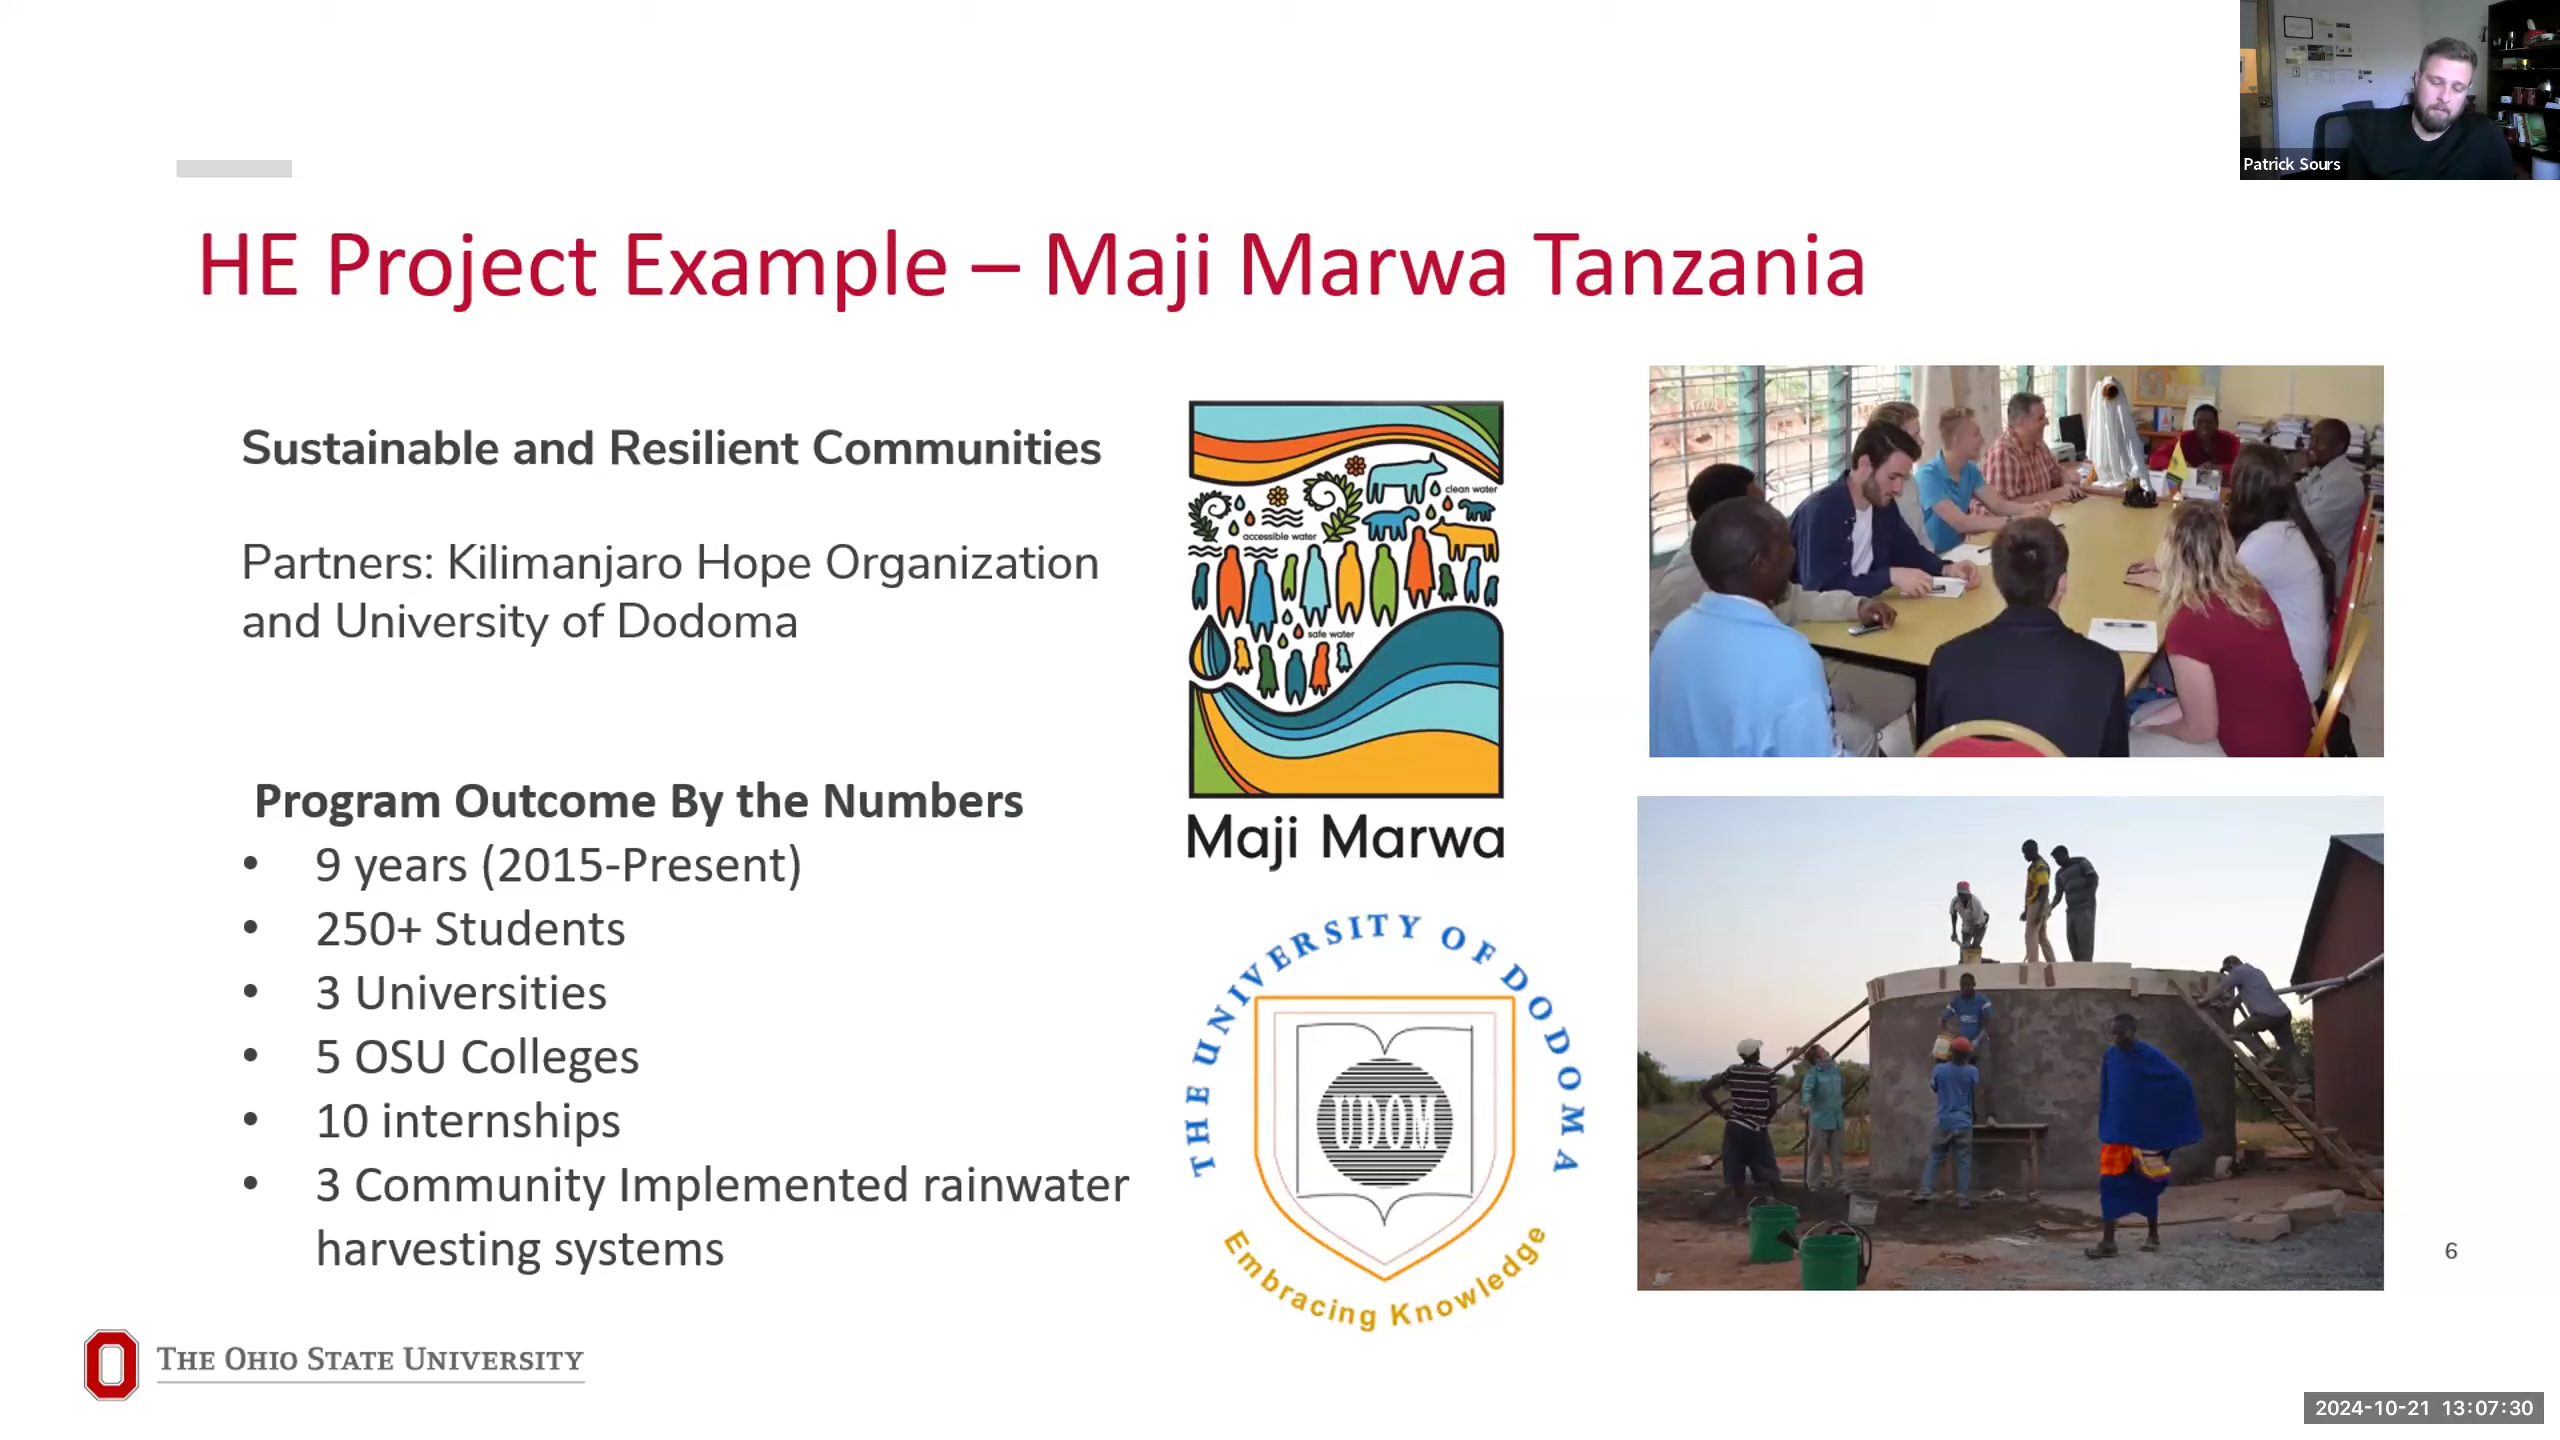 Patrick Sours
HE Project Example – Maji Marwa Tanzania
Sustainable and Resilient Communities
Partners: Kilimanjaro Hope Organization
and University of Dodoma
Program Outcome By the Numbers
• 9 years (2015-Present)
• 250+ Students
• 3 Universities
• 5 OSU Colleges
• 10 internships
• 3 Community Implemented rainwater
harvesting systems
clean water
accessible water
safe water
Maji Marwa
THE UNIVERSITY OF DODOMA
UDOM
Embracing Knowledge
6
THE OHIO STATE UNIVERSITY
2024-10-21 13:07:30